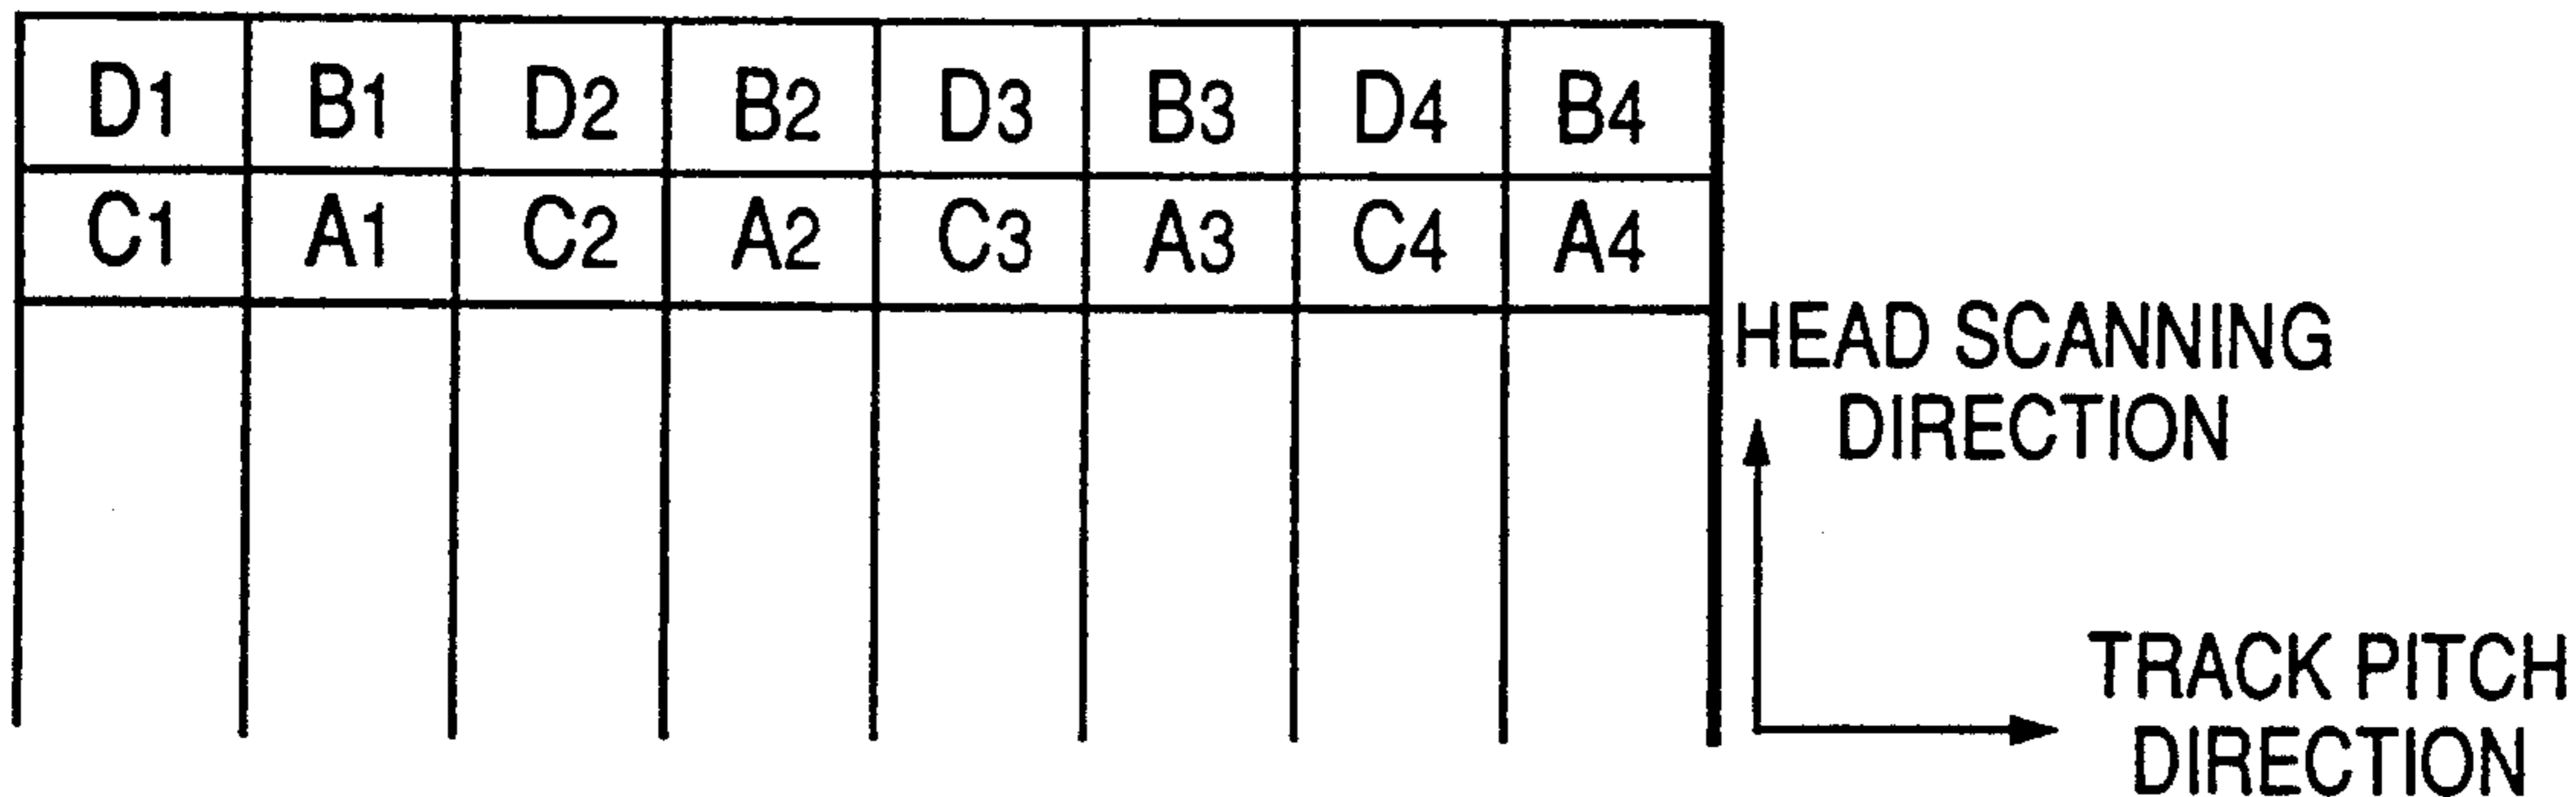 D1 B1 D2 B2 D3 B3 D4 B4
C1 A1 C2 A2 C3 A3 C4 A4
HEAD SCANNING
DIRECTION
TRACK PITCH
DIRECTION